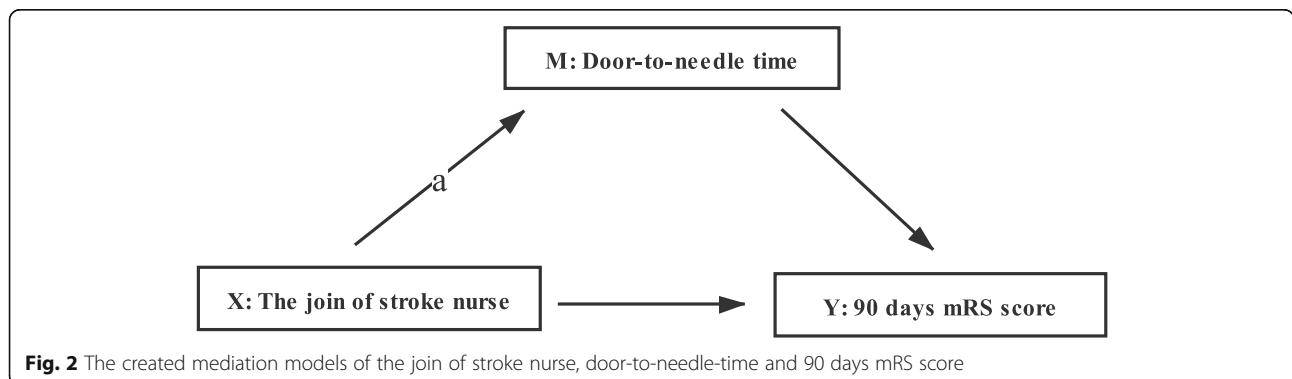 M: Door-to-needle time
a
X: The join of stroke nurse
Y: 90 days mRS score
Fig. 2 The created mediation models of the join of stroke nurse, door-to-needle-time and 90 days mRS score